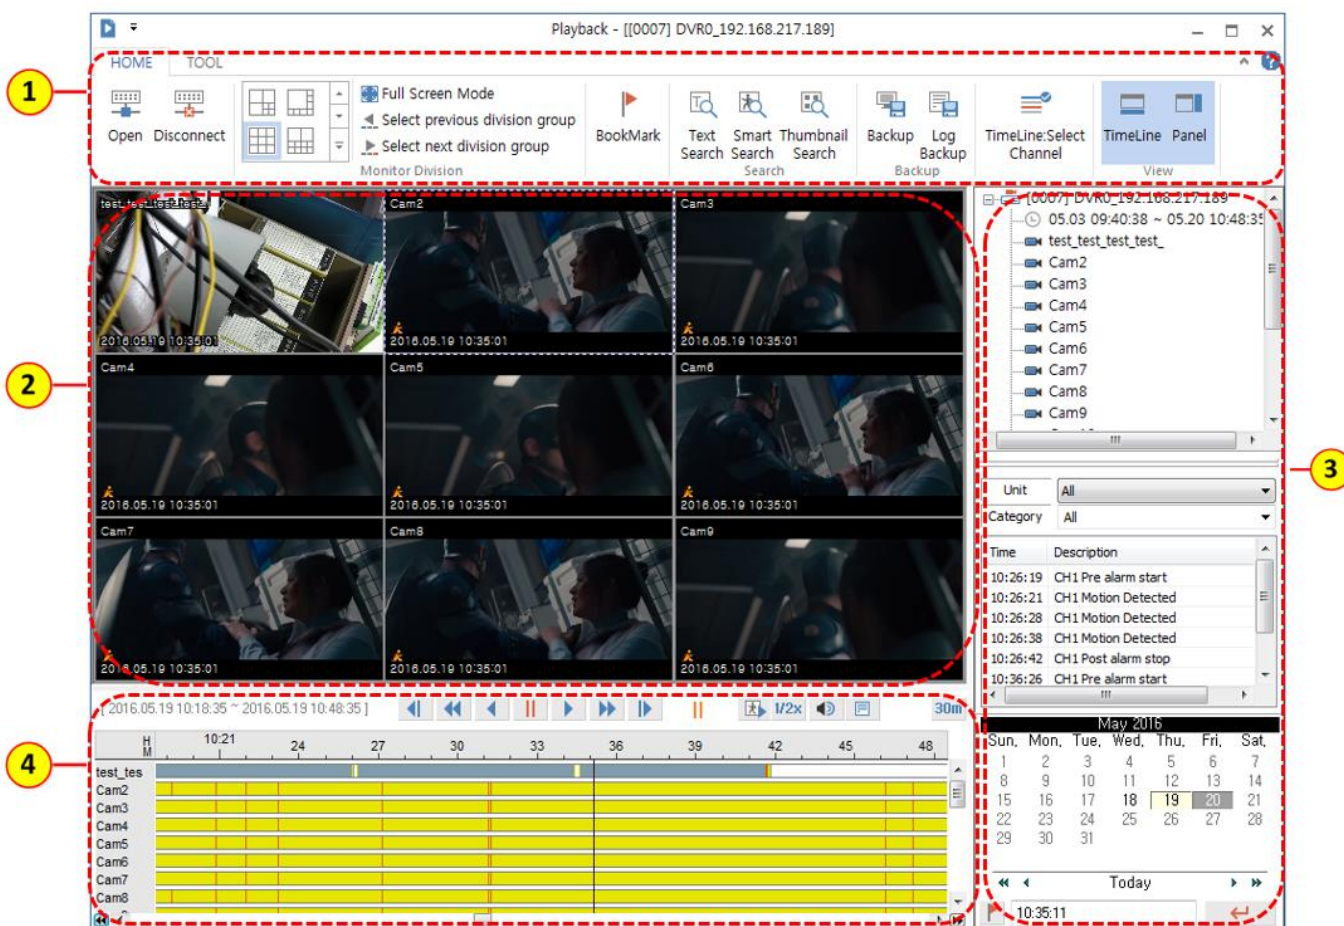 Playback - [[0007] DVR0_192.168.217.189]
HOME TOOL
1
Open Disconnect
Full Screen Mode
Select previous division group
Select next division group
Monitor Division
BookMark
Text Search
Smart Search
Thumbnail Search
Search
Backup
Log Backup
Backup
TimeLine:Select Channel
TimeLine Panel
View
2
test_test_test_test_
2016.05.19 10:35:01
Cam2
2016.05.19 10:35:01
Cam3
2016.05.19 10:35:01
Cam4
2016.05.19 10:35:01
Cam5
2016.05.19 10:35:01
Cam6
2016.05.19 10:35:01
Cam7
2016.05.19 10:35:01
Cam8
2016.05.19 10:35:01
Cam9
2016.05.19 10:35:01
[0007] DVR0_192.168.217.189
05.03 09:40:38 ~ 05.20 10:48:35
test_test_test_test_
Cam2
Cam3
Cam4
Cam5
Cam6
Cam7
Cam8
Cam9
3
Unit All
Category All
Time Description
10:26:19 CH1 Pre alarm start
10:26:21 CH1 Motion Detected
10:26:28 CH1 Motion Detected
10:26:38 CH1 Motion Detected
10:26:42 CH1 Post alarm stop
10:36:26 CH1 Pre alarm start
May 2016
Sun, Mon, Tue, Wed, Thu, Fri, Sat,
1 2 3 4 5 6 7
8 9 10 11 12 13 14
15 16 17 18 19 20 21
22 23 24 25 26 27 28
29 30 31
Today
10:35:11
4
[ 2016.05.19 10:18:35 ~ 2016.05.19 10:48:35 ]
1/2x
30m
H
M
10:21 24 27 30 33 36 39 42 45 48
test_tes
Cam2
Cam3
Cam4
Cam5
Cam6
Cam7
Cam8